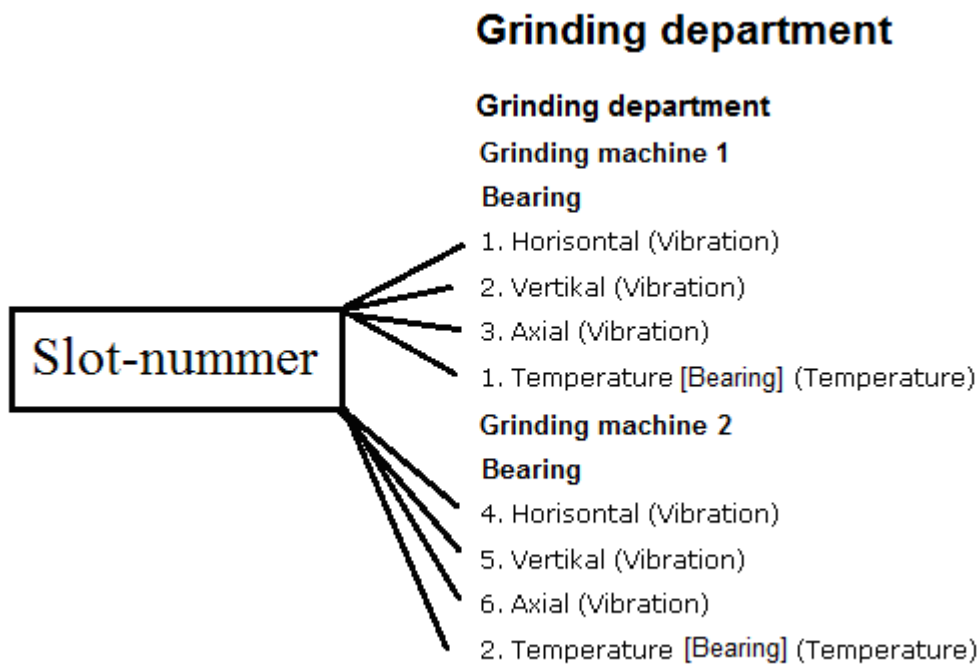 Grinding department
Grinding department
Grinding machine 1
Bearing
1. Horisontal (Vibration)
2. Vertikal (Vibration)
3. Axial (Vibration)
1. Temperature [Bearing] (Temperature)
Slot-nummer
Grinding machine 2
Bearing
4. Horisontal (Vibration)
5. Vertikal (Vibration)
6. Axial (Vibration)
2. Temperature [Bearing] (Temperature)